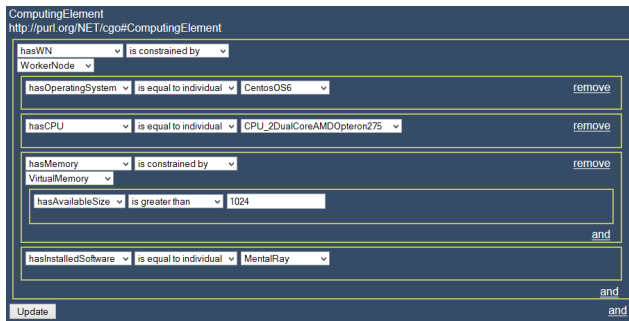 ComputingElement
http://purl.org/NET/cgo#ComputingElement
hasWN is constrained by
WorkerNode
hasOperatingSystem is equal to individual CentosOS6 remove
hasCPU is equal to individual CPU_2DualCoreAMDOpteron275 remove
hasMemory is constrained by remove
VirtualMemory
hasAvailableSize is greater than 1024
and
hasInstalledSoftware is equal to individual MentalRay
and
Update and